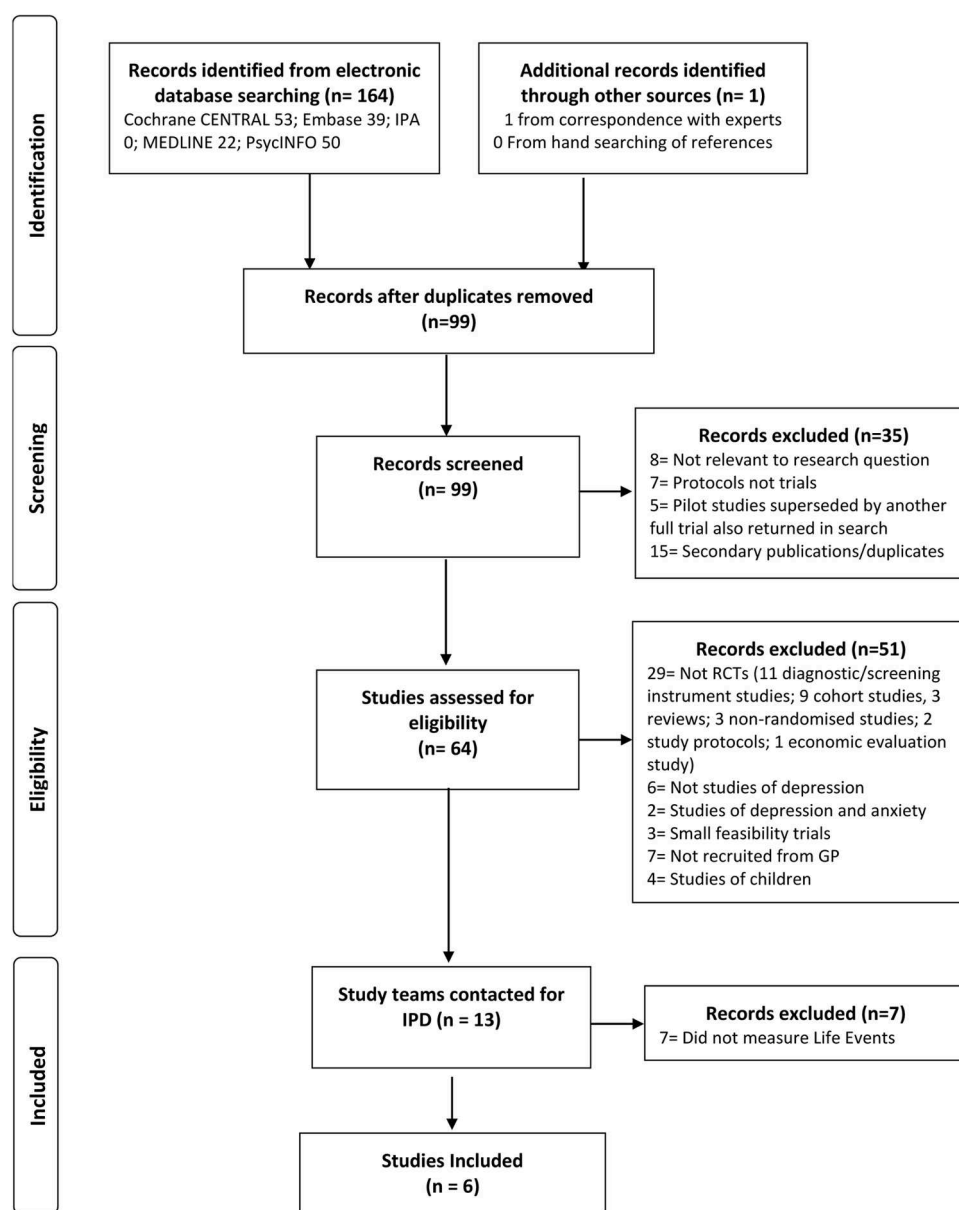 Identification
Records identified from electronic
database searching (n= 164)
Cochrane CENTRAL 53; Embase 39; IPA
0; MEDLINE 22; PsycINFO 50
Additional records identified
through other sources (n= 1)
1 from correspondence with experts
0 From hand searching of references
Records after duplicates removed
(n=99)
Screening
Records screened
(n= 99)
Records excluded (n=35)
8= Not relevant to research question
7= Protocols not trials
5= Pilot studies superseded by another
full trial also returned in search
15= Secondary publications/duplicates
Eligibility
Studies assessed for
eligibility
(n= 64)
Records excluded (n=51)
29= Not RCTs (11 diagnostic/screening
instrument studies; 9 cohort studies, 3
reviews; 3 non-randomised studies; 2
study protocols; 1 economic evaluation
study)
6= Not studies of depression
2= Studies of depression and anxiety
3= Small feasibility trials
7= Not recruited from GP
4= Studies of children
Included
Study teams contacted for
IPD (n = 13)
Records excluded (n=7)
7= Did not measure Life Events
Studies Included
(n = 6)